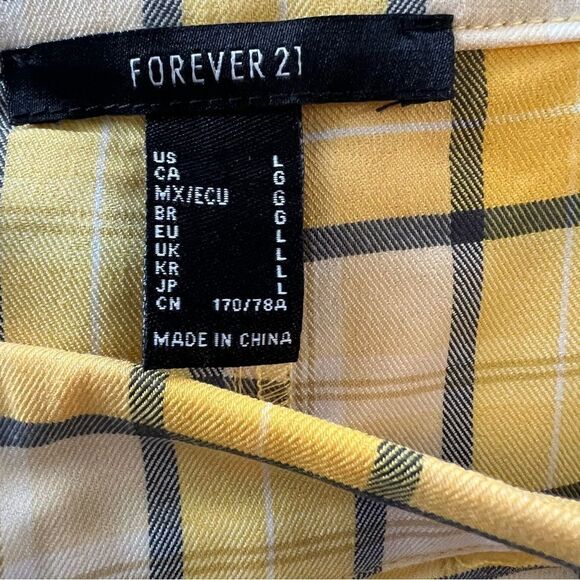 FOREVER 21
US L
CA G
MX/ECU G
BR G
EU L
UK L
KR L
JP L
CN 170/78A
MADE IN CHINA